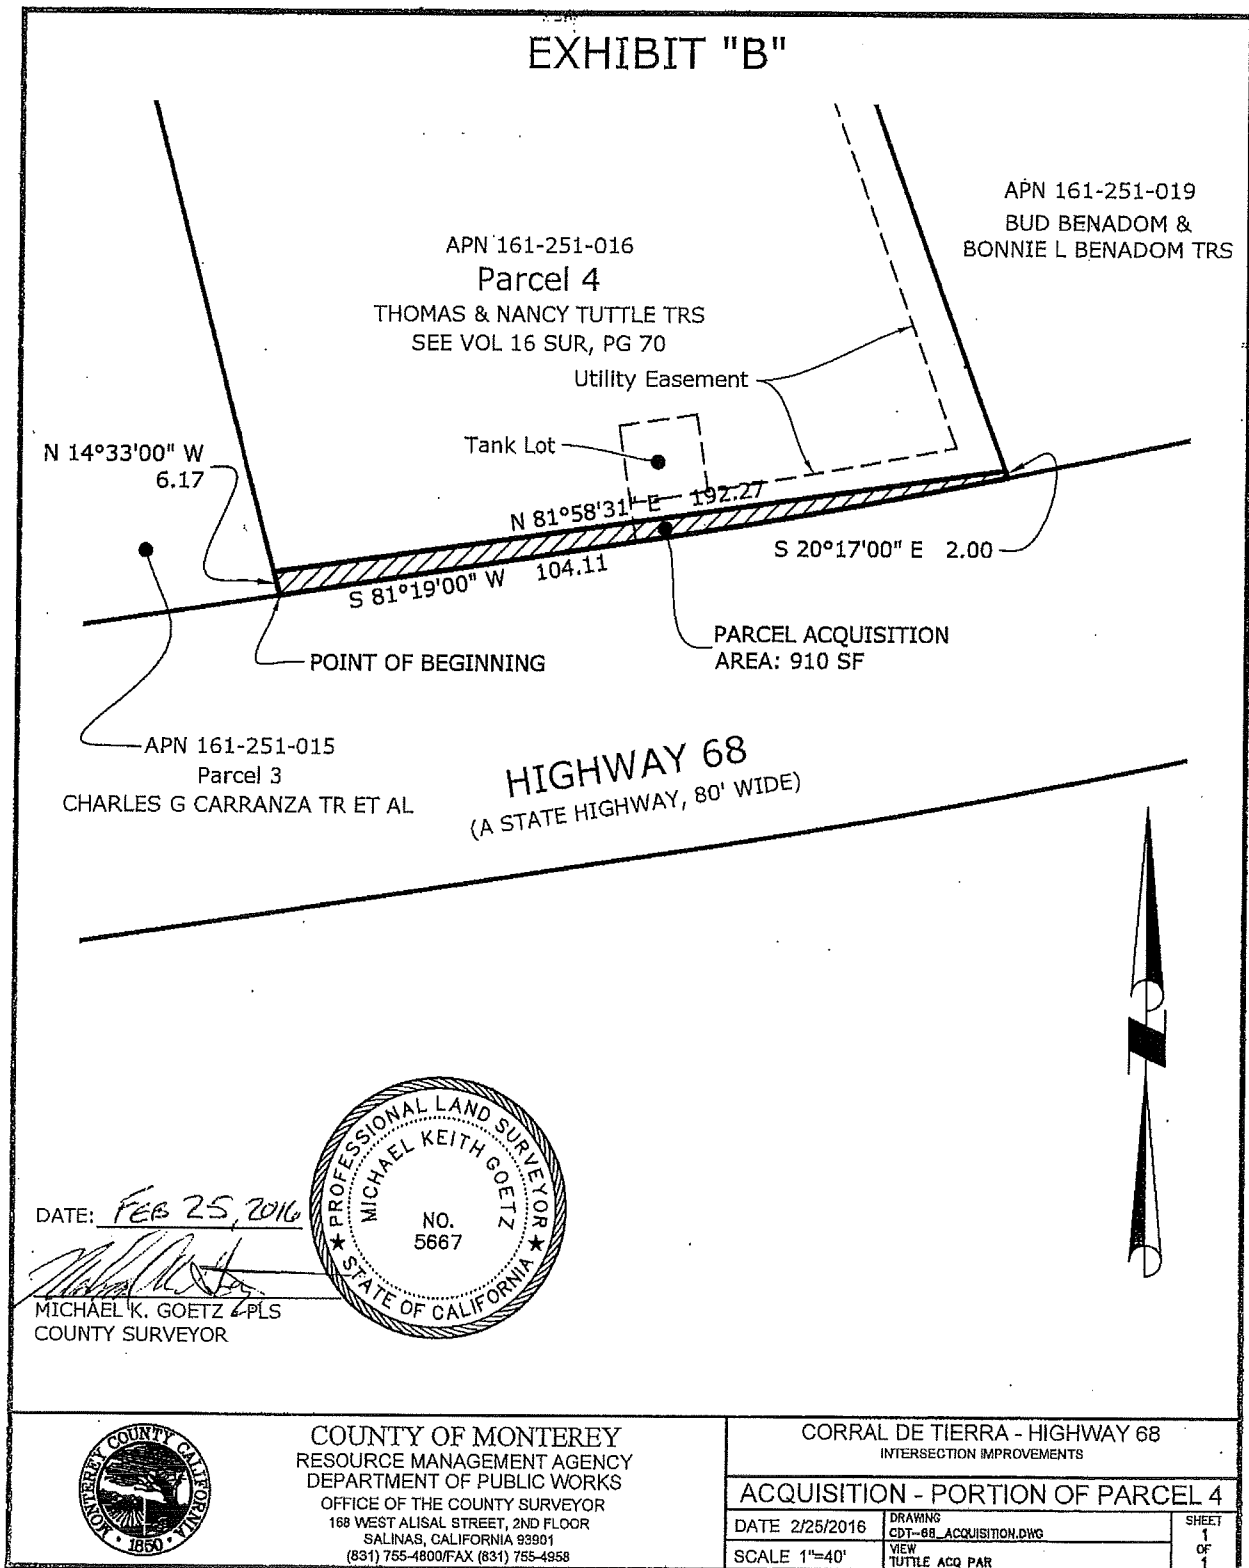 EXHIBIT "B"
APN 161-251-019
BUD BENADOM &
BONNIE L BENADOM TRS
APN 161-251-016
Parcel 4
THOMAS & NANCY TUTTLE TRS
SEE VOL 16 SUR, PG 70
Utility Easement
Tank Lot
N 14°33'00" W
6.17
N 81°58'31" E 192.27
S 81°19'00" W 104.11
S 20°17'00" E 2.00
PARCEL ACQUISITION
AREA: 910 SF
POINT OF BEGINNING
APN 161-251-015
Parcel 3
CHARLES G CARRANZA TR ET AL
HIGHWAY 68
(A STATE HIGHWAY, 80' WIDE)
PROFESSIONAL LAND SURVEYOR
MICHAEL KEITH GOETZ
NO.
5667
STATE OF CALIFORNIA
DATE: FEB 25, 2016
MICHAEL K. GOETZ PLS
COUNTY SURVEYOR
MONTEREY COUNTY CALIFORNIA
1850
COUNTY OF MONTEREY
RESOURCE MANAGEMENT AGENCY
DEPARTMENT OF PUBLIC WORKS
OFFICE OF THE COUNTY SURVEYOR
168 WEST ALISAL STREET, 2ND FLOOR
SALINAS, CALIFORNIA 93901
(831) 755-4800/FAX (831) 755-4958
CORRAL DE TIERRA - HIGHWAY 68
INTERSECTION IMPROVEMENTS
ACQUISITION - PORTION OF PARCEL 4
DATE 2/25/2016
DRAWING
CDT-68_ACQUISITION.DWG
SHEET
1
OF
1
SCALE 1"=40'
VIEW
TUTTLE ACQ PAR